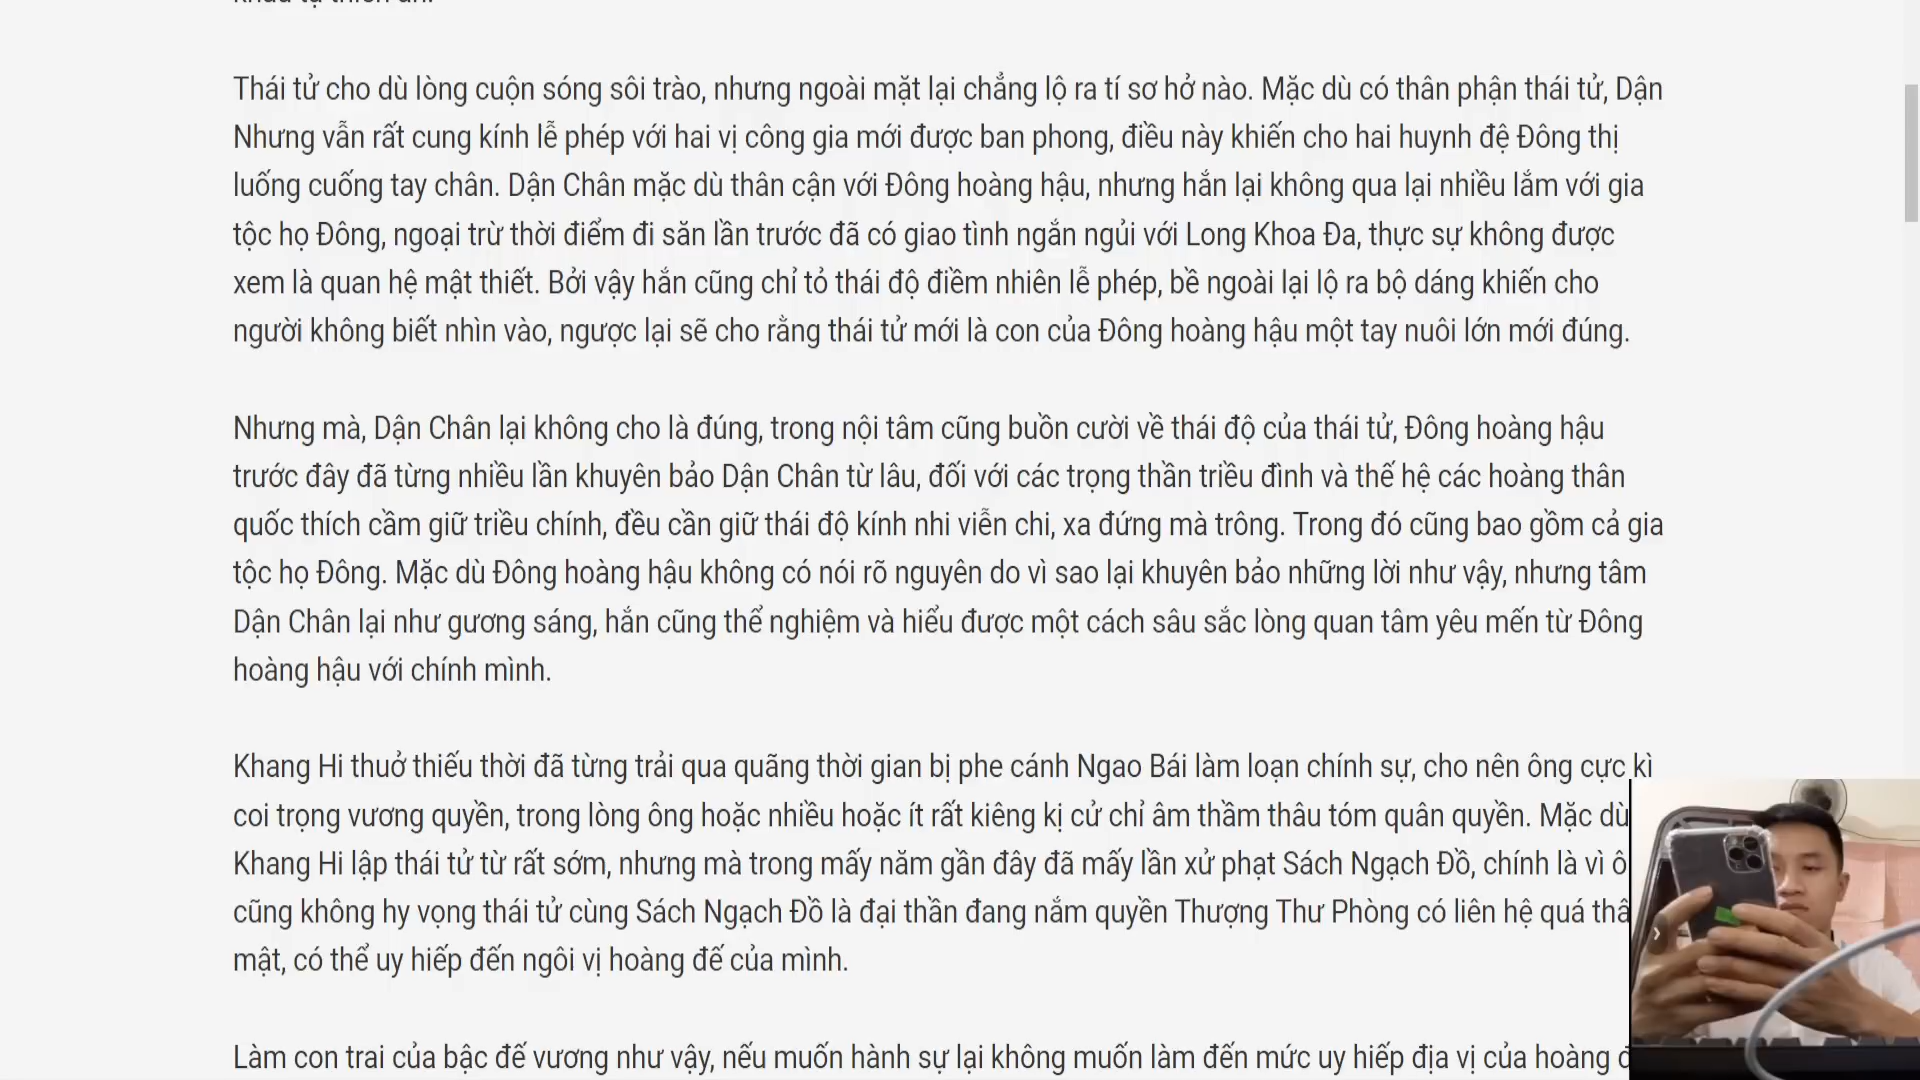 Thái tử cho dù lòng cuộn sóng sôi trào, nhưng ngoài mặt lại chẳng lộ ra tí sơ hở nào. Mặc dù có thân phận thái tử, Dận
Nhưng vẫn rất cung kính lễ phép với hai vị công gia mới được ban phong, điều này khiến cho hai huynh đệ Đông thị
luống cuống tay chân. Dận Chân mặc dù thân cận với Đông hoàng hậu, nhưng hắn lại không qua lại nhiều lắm với gia
tộc họ Đông, ngoại trừ thời điểm đi săn lần trước đã có giao tình ngắn ngủi với Long Khoa Đa, thực sự không được
xem là quan hệ mật thiết. Bởi vậy hắn cũng chỉ tỏ thái độ điềm nhiên lễ phép, bề ngoài lại lộ ra bộ dáng khiến cho
người không biết nhìn vào, ngược lại sẽ cho rằng thái tử mới là con của Đông hoàng hậu một tay nuôi lớn mới đúng.
Nhưng mà, Dận Chân lại không cho là đúng, trong nội tâm cũng buồn cười về thái độ của thái tử, Đông hoàng hậu
trước đây đã từng nhiều lần khuyên bảo Dận Chân từ lâu, đối với các trọng thần triều đình và thế hệ các hoàng thân
quốc thích cầm giữ triều chính, đều cần giữ thái độ kính nhi viễn chi, xa đứng mà trông. Trong đó cũng bao gồm cả gia
tộc họ Đông. Mặc dù Đông hoàng hậu không có nói rõ nguyên do vì sao lại khuyên bảo những lời như vậy, nhưng tâm
Dận Chân lại như gương sáng, hắn cũng thể nghiệm và hiểu được một cách sâu sắc lòng quan tâm yêu mến từ Đông
hoàng hậu với chính mình.
Khang Hi thuở thiếu thời đã từng trải qua quãng thời gian bị phe cánh Ngao Bái làm loạn chính sự, cho nên ông cực kì
coi trọng vương quyền, trong lòng ông hoặc nhiều hoặc ít rất kiêng kị cử chỉ âm thầm thâu tóm quân quyền. Mặc dù
Khang Hi lập thái tử từ rất sớm, nhưng mà trong mấy năm gần đây đã mấy lần xử phạt Sách Ngạch Đồ, chính là vì
cũng không hy vọng thái tử cùng Sách Ngạch Đồ là đại thần đang nắm quyền Thượng Thư Phòng có liên hệ quá
mật, có thể uy hiếp đến ngôi vị hoàng đế của mình.
Làm con trai của bậc đế vương như vậy, nếu muốn hành sự lại không muốn làm đến mức uy hiếp địa vị của hoàng